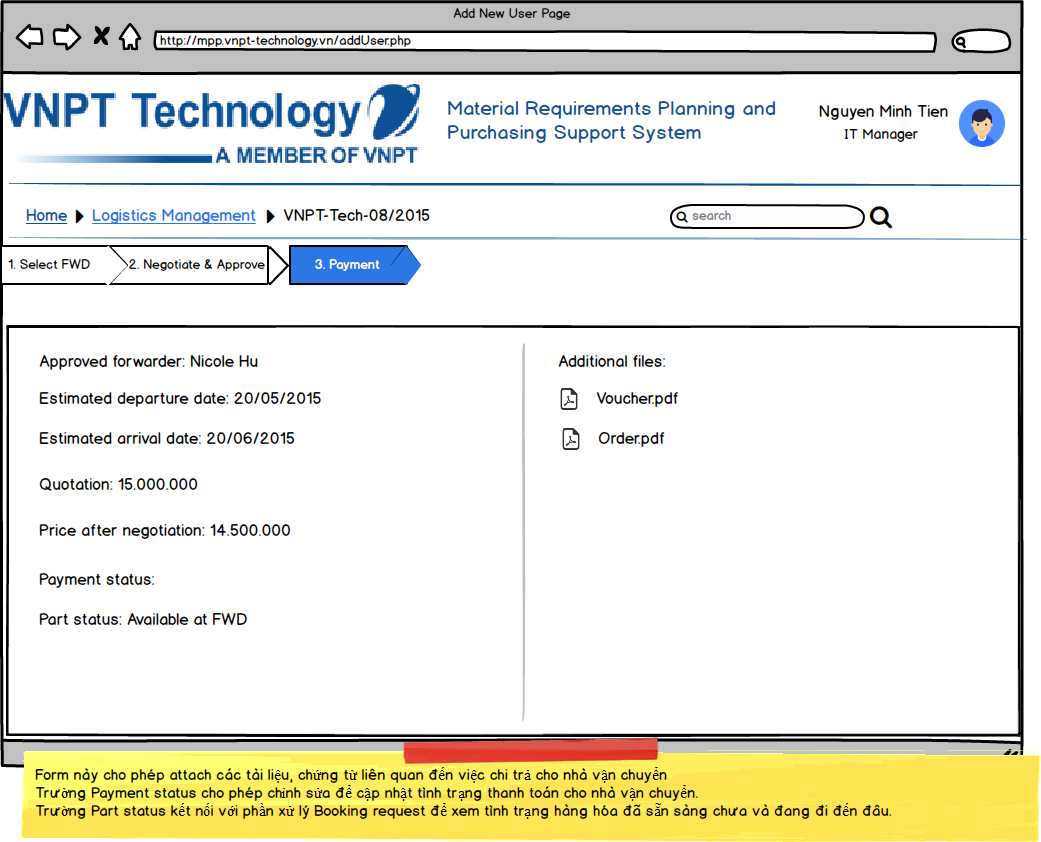 Add New User Page
http://mpp.vnpt-technology.vn/addUser.php
VNPT Technology
A MEMBER OF VNPT
Material Requirements Planning and
Purchasing Support System
Nguyen Minh Tien
IT Manager
Home Logistics Management VNPT-Tech-08/2015
search
1. Select FWD 2. Negotiate & Approve 3. Payment
Approved forwarder: Nicole Hu
Estimated departure date: 20/05/2015
Estimated arrival date: 20/06/2015
Quotation: 15.000.000
Price after negotiation: 14.500.000
Payment status:
Part status: Available at FWD
Additional files:
Voucher.pdf
Order.pdf
Form này cho phép attach các tài liệu, chứng từ liên quan đến việc chi trả cho nhà vận chuyển
Trường Payment status cho phép chỉnh sửa để cập nhật tình trạng thanh toán cho nhà vận chuyển.
Trường Part status kết nối với phần xử lý Booking request để xem tình trạng hàng hóa đã sẵn sàng chưa và đang đi đến đâu.